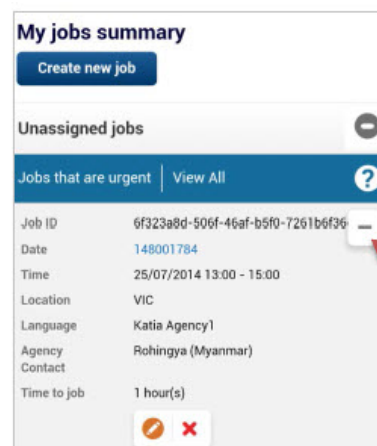 My jobs summary
Create new job
Unassigned jobs
Jobs that are urgent | View All
Job ID 6f323a8d-506f-46af-b5f0-7261b6f36
Date 148001784
Time 25/07/2014 13:00 - 15:00
Location VIC
Language Katia Agency1
Agency Contact Rohingya (Myanmar)
Time to job 1 hour(s)